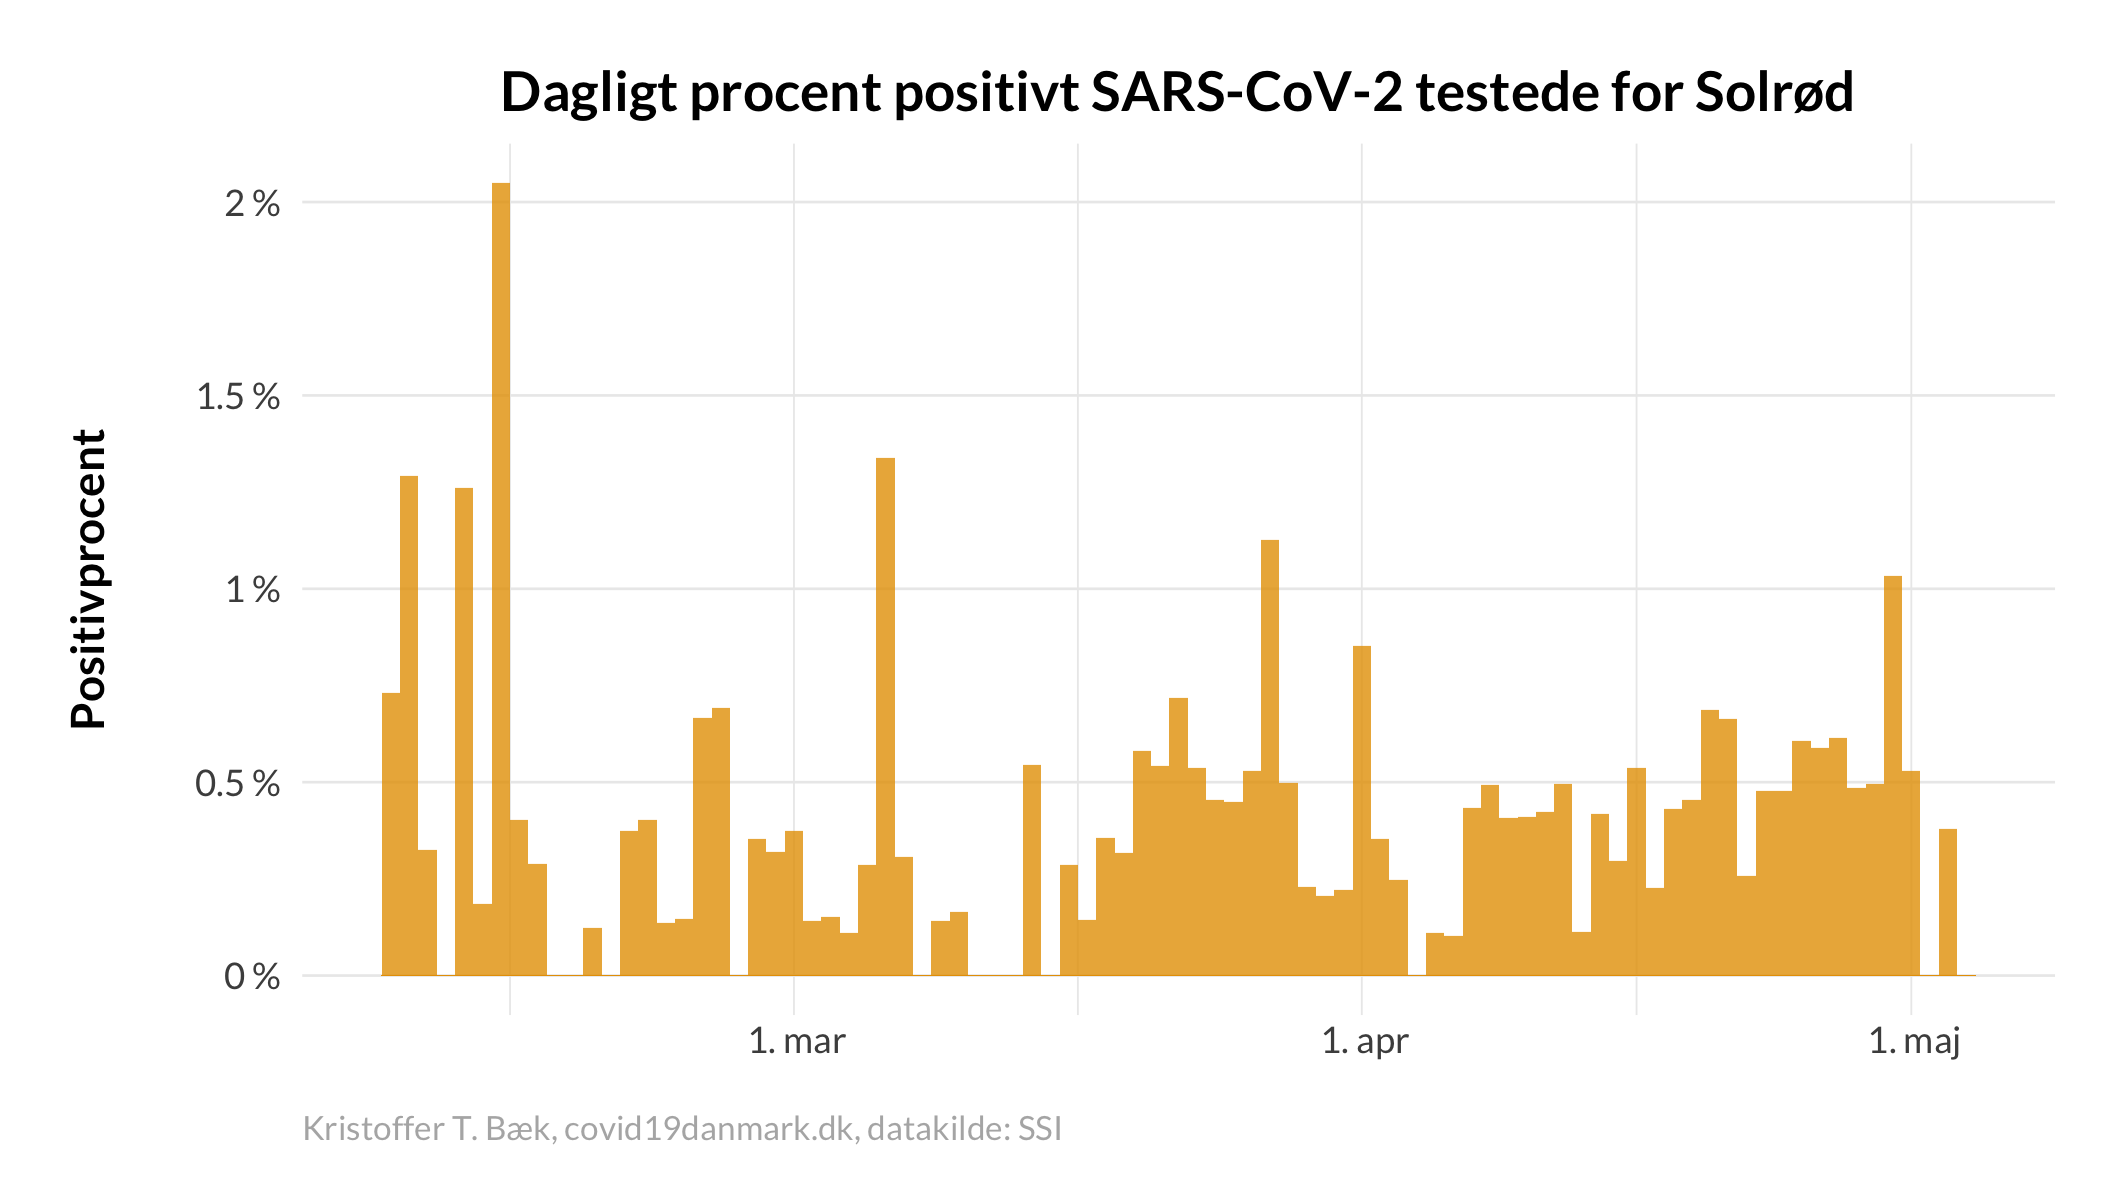 Dagligt procent positivt SARS-CoV-2 testede for Solrød
Positivprocent
2 %
1.5 %
1 %
0.5 %
0 %
1. mar
1. apr
1. maj
Kristoffer T. Bæk, covid19danmark.dk, datakilde: SSI